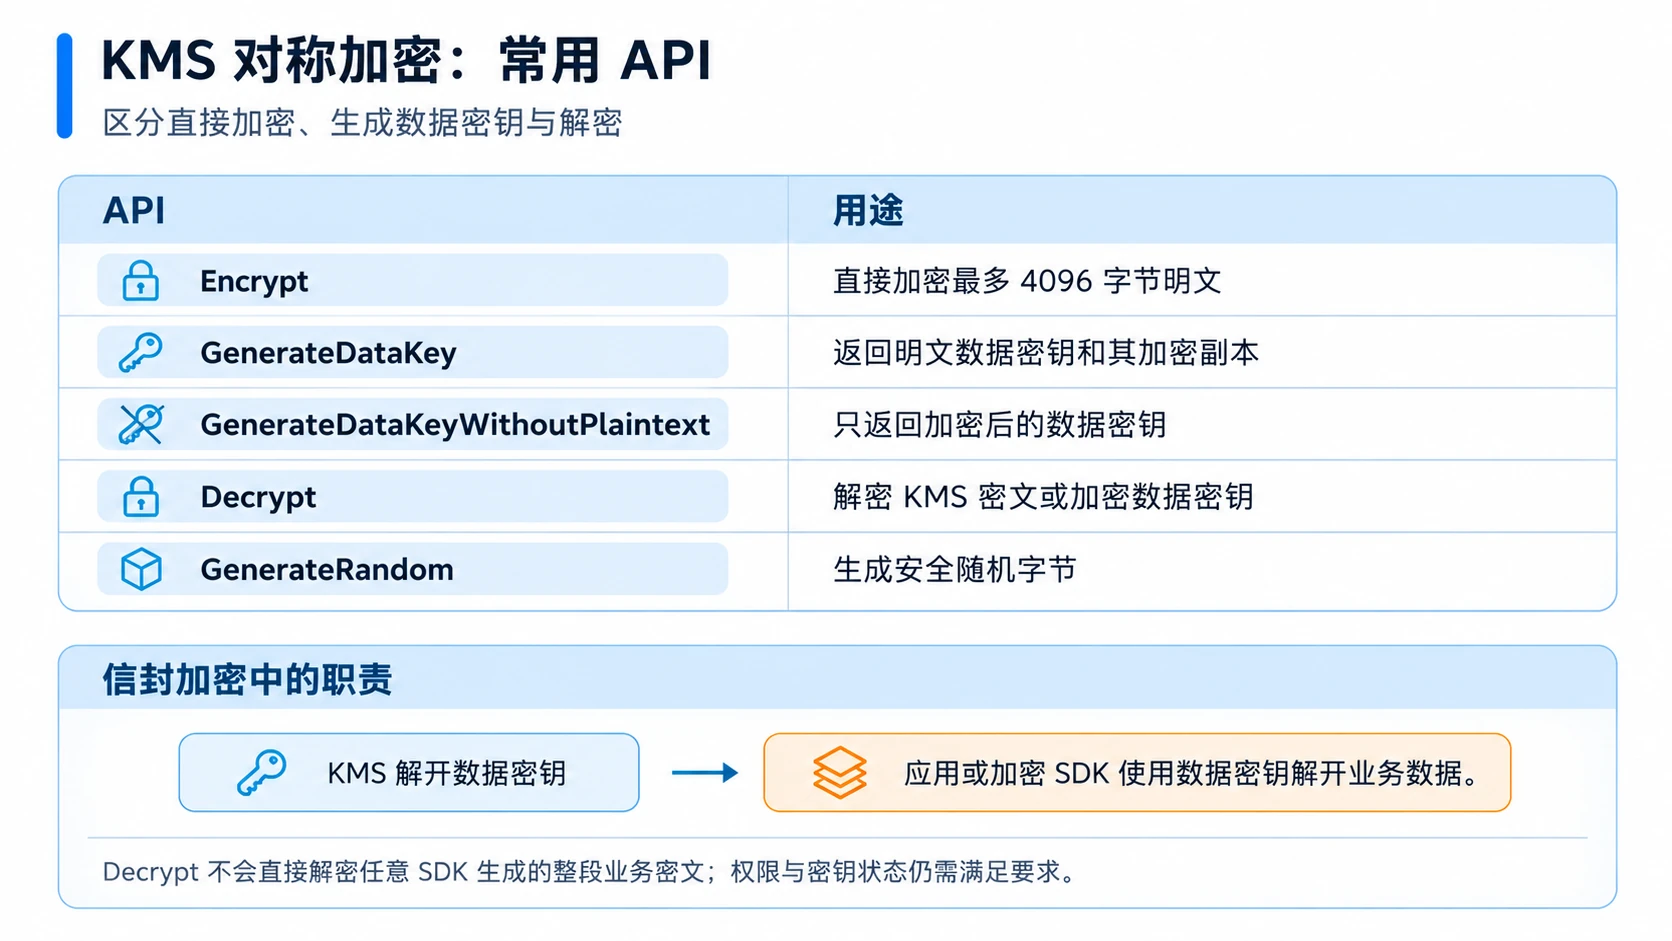 KMS 对称加密：常用 API
区分直接加密、生成数据密钥与解密
API
用途
Encrypt
直接加密最多 4096 字节明文
GenerateDataKey
返回明文数据密钥和其加密副本
GenerateDataKeyWithoutPlaintext
只返回加密后的数据密钥
Decrypt
解密 KMS 密文或加密数据密钥
GenerateRandom
生成安全随机字节
信封加密中的职责
KMS 解开数据密钥
应用或加密 SDK 使用数据密钥解开业务数据。
Decrypt 不会直接解密任意 SDK 生成的整段业务密文；权限与密钥状态仍需满足要求。